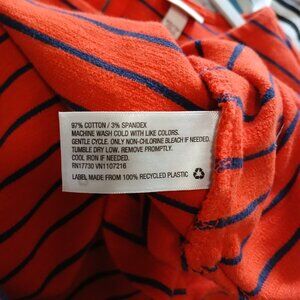 97% COTTON / 3% SPANDEX
MACHINE WASH COLD WITH LIKE COLORS.
GENTLE CYCLE. ONLY NON-CHLORINE BLEACH IF NEEDED.
TUMBLE DRY LOW. REMOVE PROMPTLY.
COOL IRON IF NEEDED.
RN17730 VN1107216
LABEL MADE FROM 100% RECYCLED PLASTIC